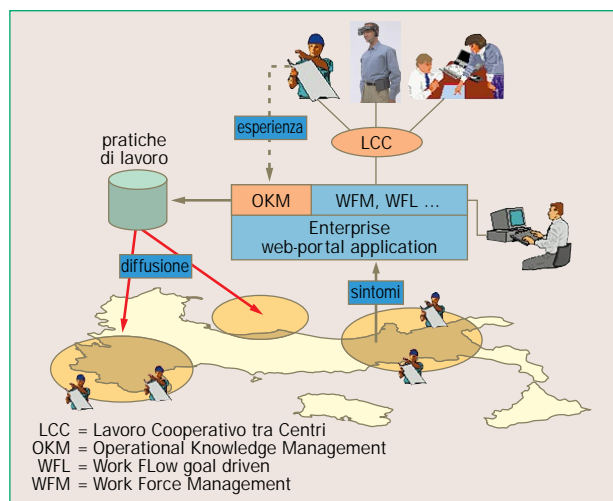 esperienza
LCC
pratiche
di lavoro
OKM
WFM, WFL ...
Enterprise
web-portal application
diffusione
sintomi
LCC = Lavoro Cooperativo tra Centri
OKM = Operational Knowledge Management
WFL = Work FLow goal driven
WFM = Work Force Management